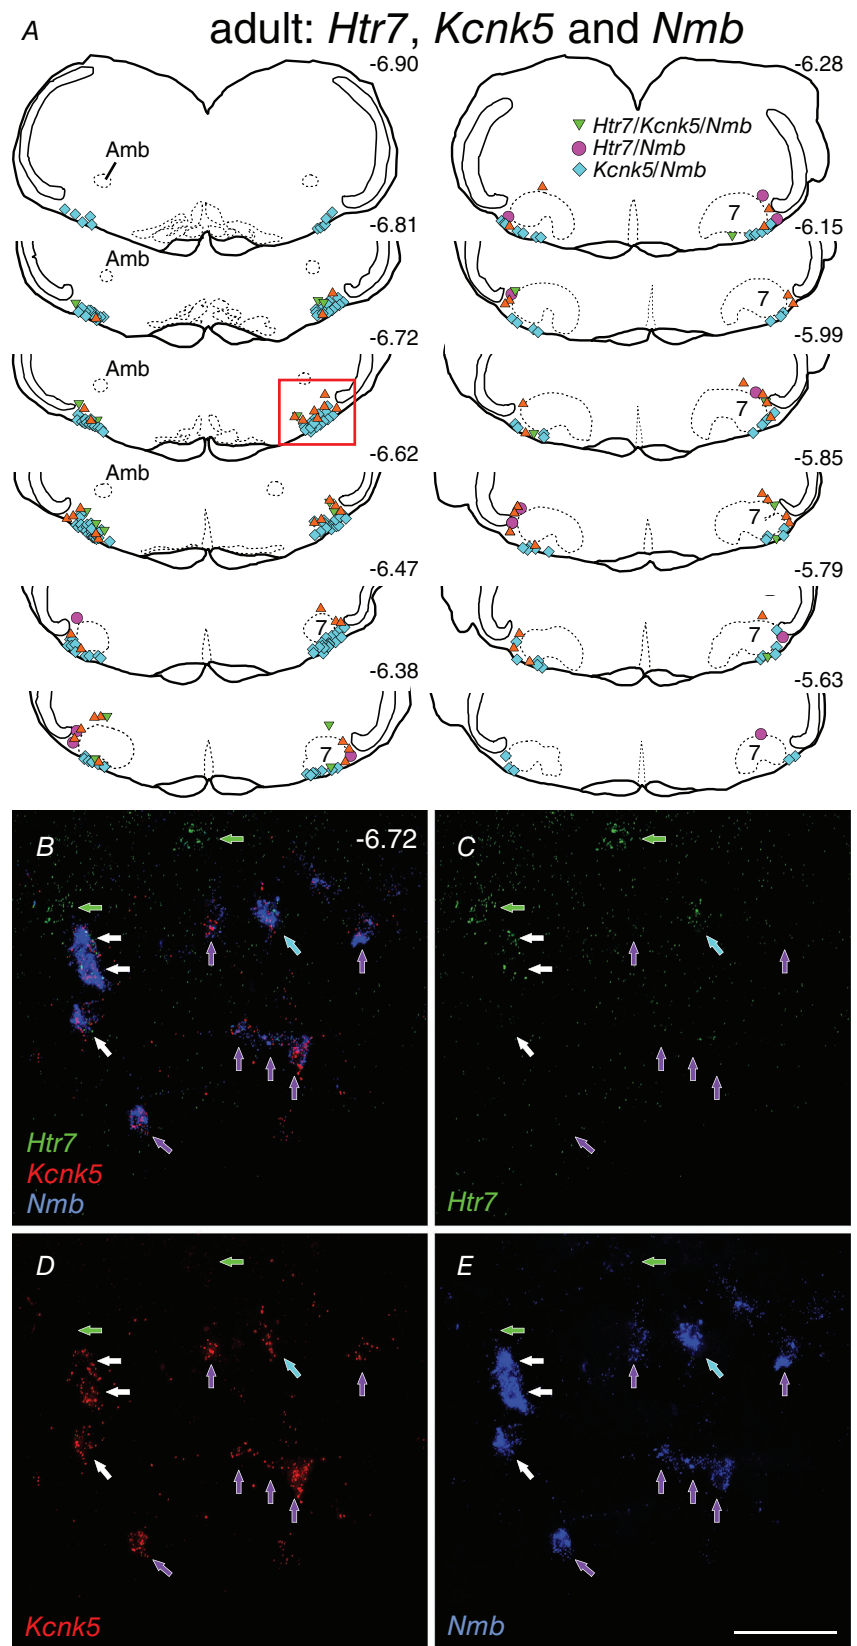 A
adult: Htr7, Kcnk5 and Nmb
-6.90
Amb
-6.81
Amb
-6.72
Amb
-6.62
Amb
-6.47
7
-6.38
7
-6.28
Htr7/Kcnk5/Nmb
Htr7/Nmb
Kcnk5/Nmb
7
-6.15
7
-5.99
7
-5.85
7
-5.79
7
-5.63
7
B
-6.72
Htr7
Kcnk5
Nmb
C
Htr7
D
Kcnk5
E
Nmb